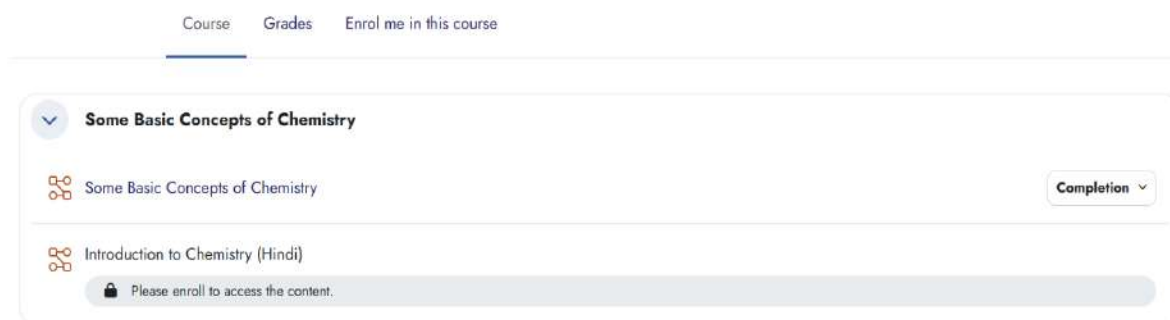 Course Grades Enrol me in this course
Some Basic Concepts of Chemistry
Some Basic Concepts of Chemistry Completion
Introduction to Chemistry (Hindi)
Please enroll to access the content.